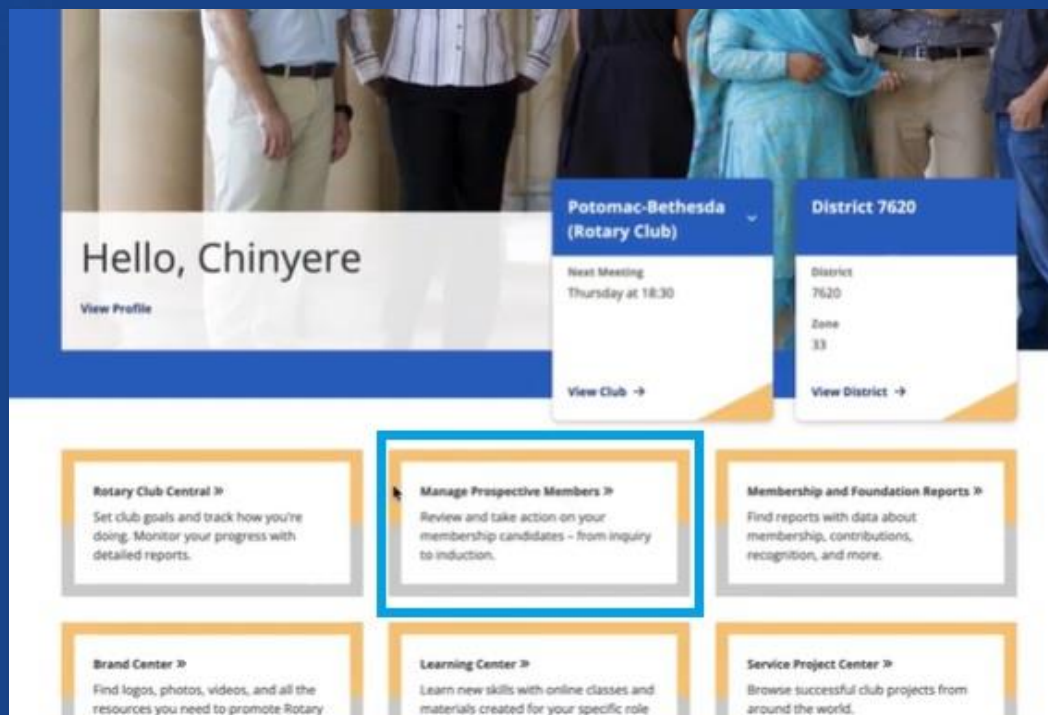 Hello, Chinyere
View Profile
Potomac-Bethesda
(Rotary Club)
Next Meeting
Thursday at 18:30
View Club →
District 7620
District
7620
Zone
33
View District →
Rotary Club Central »
Set club goals and track how you're
doing. Monitor your progress with
detailed reports.
Manage Prospective Members »
Review and take action on your
membership candidates – from inquiry
to induction.
Membership and Foundation Reports »
Find reports with data about
membership, contributions,
recognition, and more.
Brand Center »
Find logos, photos, videos, and all the
resources you need to promote Rotary
Learning Center »
Learn new skills with online classes and
materials created for your specific role
Service Project Center »
Browse successful club projects from
around the world.